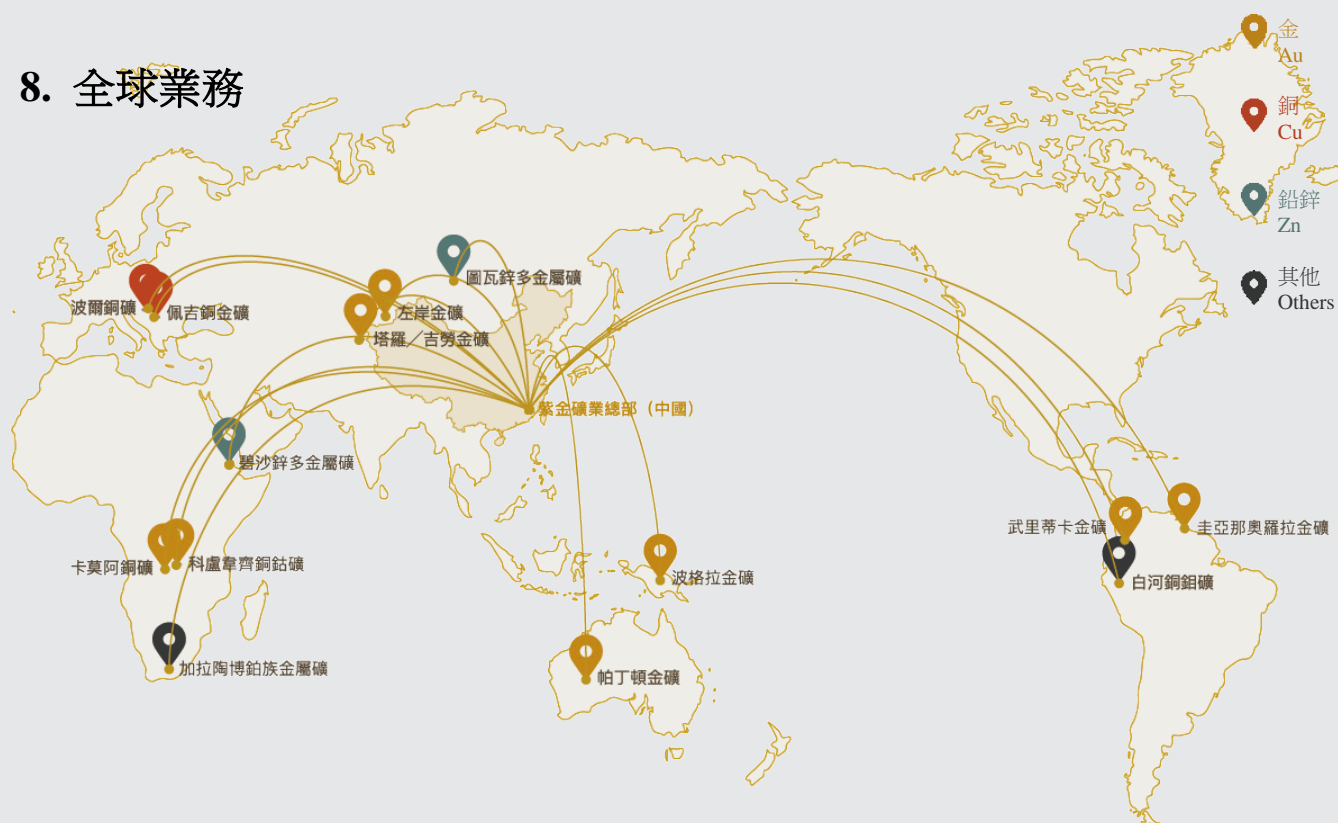 8. 全球業務
金
Au
銅
Cu
鉛鋅
Zn
其他
Others
圖瓦鋅多金屬礦
波爾銅礦
佩吉銅金礦
左岸金礦
塔羅／吉勞金礦
紫金礦業總部（中國）
碧沙鋅多金屬礦
武里蒂卡金礦
圭亞那奧羅拉金礦
卡莫阿銅礦
科盧韋齊銅鈷礦
波格拉金礦
白河銅鉬礦
加拉陶博鉑族金屬礦
帕丁頓金礦